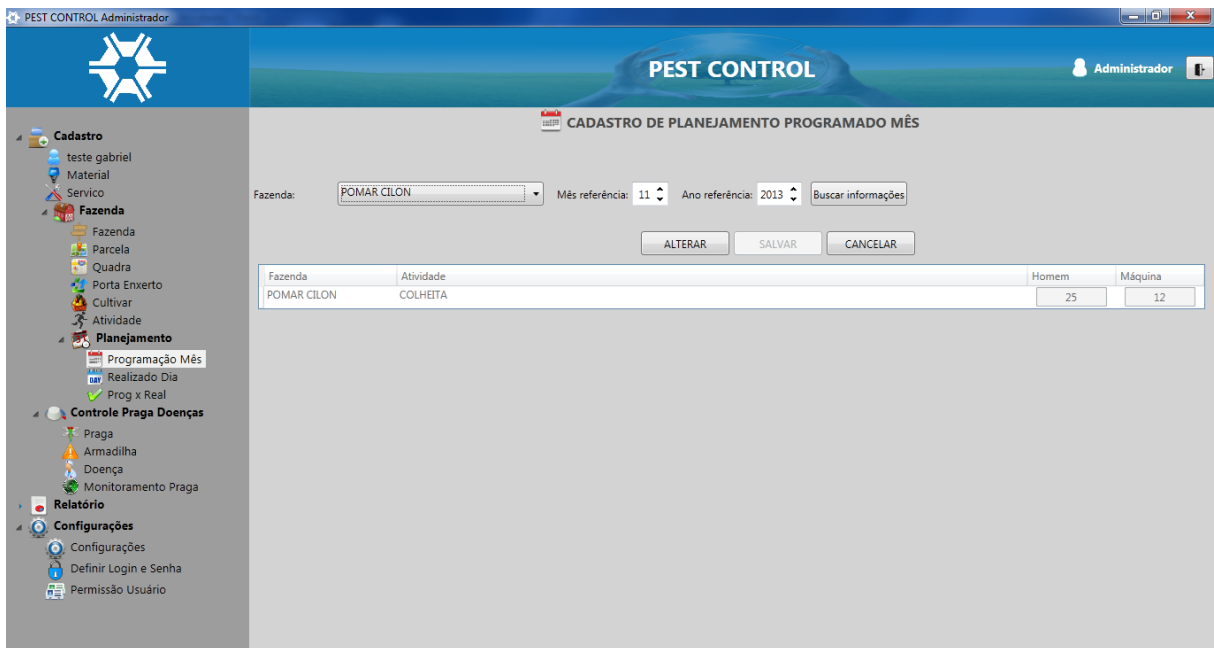 PEST CONTROL Administrador
PEST CONTROL
Administrador
CADASTRO DE PLANEJAMENTO PROGRAMADO MÊS
Cadastro
teste gabriel
Material
Servico
Fazenda
Fazenda
Parcela
Quadra
Porta Enxerto
Cultivar
Atividade
Planejamento
Programação Mês
DAY
Realizado Dia
Prog x Real
Controle Praga Doenças
Praga
Armadilha
Doença
Monitoramento Praga
Relatório
Configurações
Configurações
Definir Login e Senha
Permissão Usuário
Fazenda: POMAR CILON Mês referência: 11 Ano referência: 2013 Buscar informações
ALTERAR SALVAR CANCELAR
Fazenda Atividade Homem Máquina
POMAR CILON COLHEITA 25 12